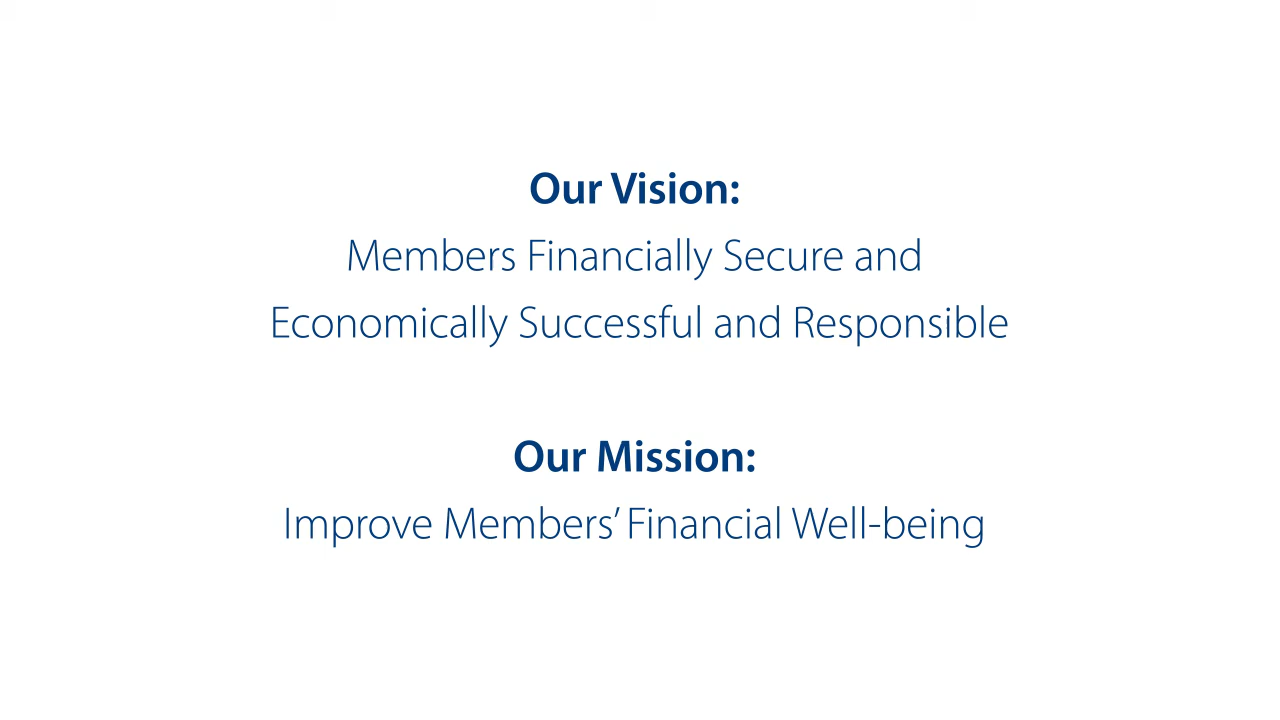 Our Vision:
Members Financially Secure and
Economically Successful and Responsible
Our Mission:
Improve Members’ Financial Well-being